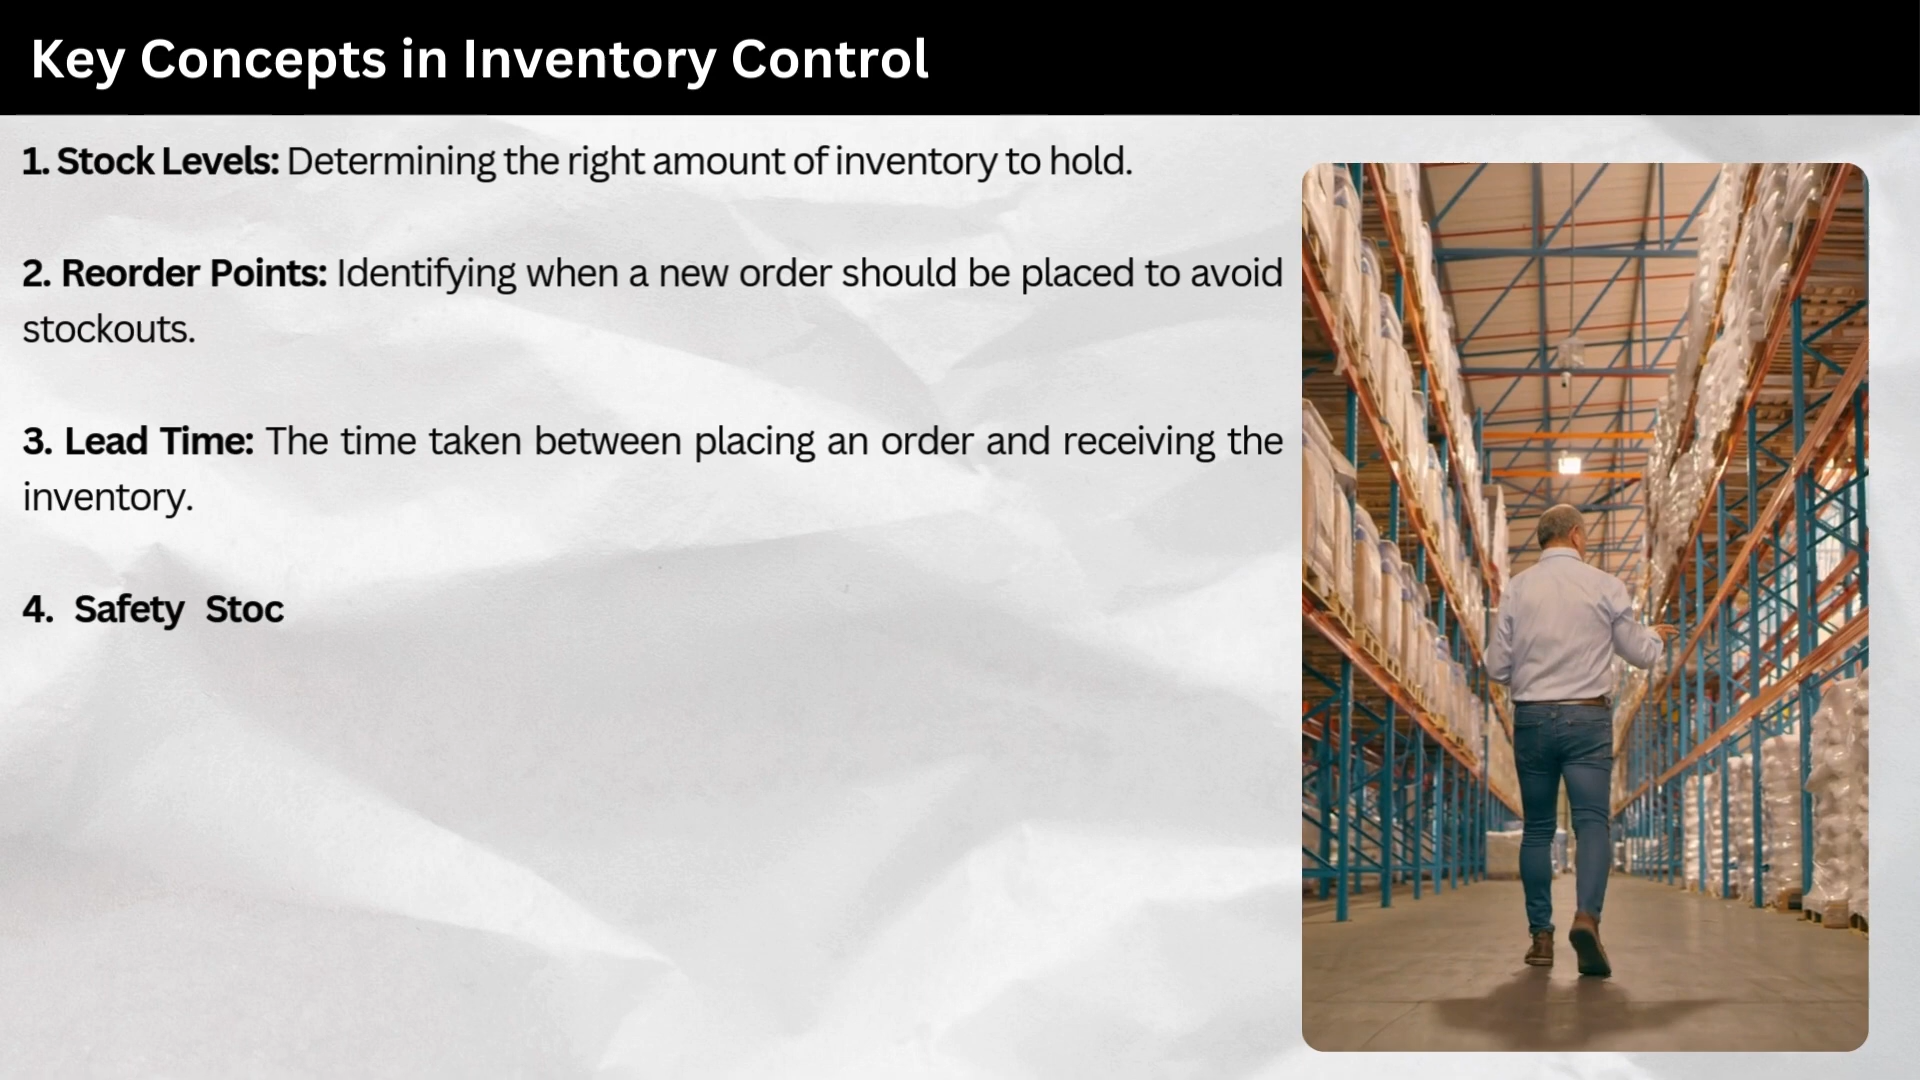 Key Concepts in Inventory Control
1. Stock Levels: Determining the right amount of inventory to hold.
2. Reorder Points: Identifying when a new order should be placed to avoid
stockouts.
3. Lead Time: The time taken between placing an order and receiving the
inventory.
4. Safety Stoc